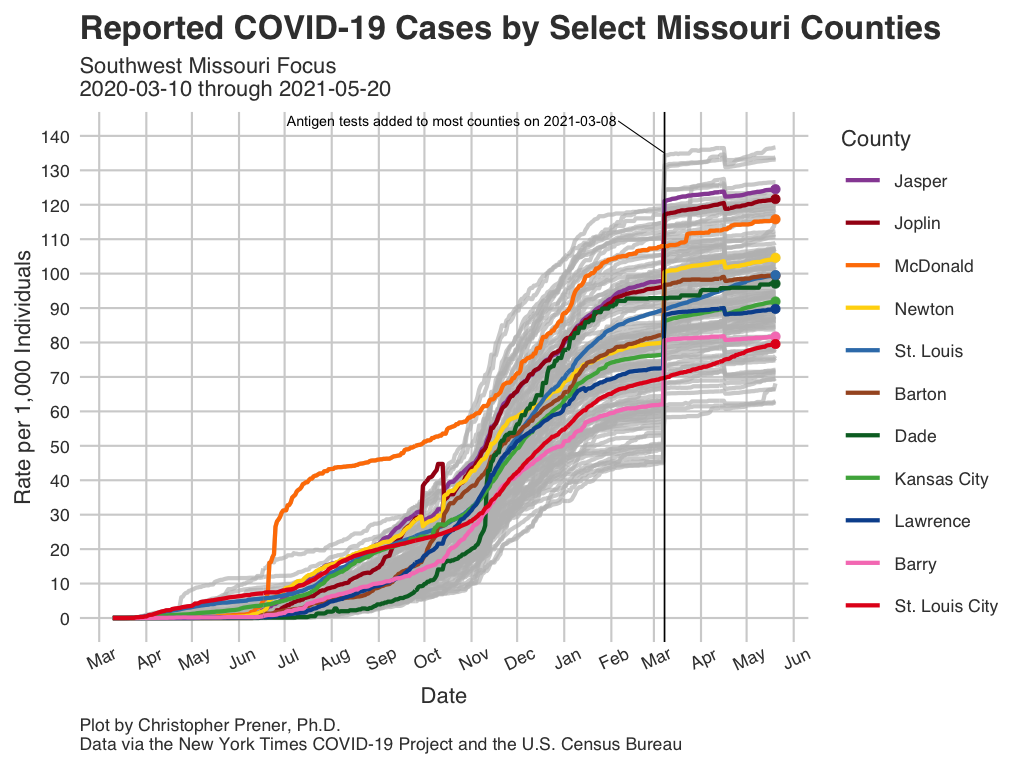 Reported COVID-19 Cases by Select Missouri Counties
Southwest Missouri Focus
2020-03-10 through 2021-05-20
Antigen tests added to most counties on 2021-03-08
Rate per 1,000 Individuals
140
130
120
110
100
90
80
70
60
50
40
30
20
10
0
Mar Apr May Jun Jul Aug Sep Oct Nov Dec Jan Feb Mar Apr May Jun
Date
County
Jasper
Joplin
McDonald
Newton
St. Louis
Barton
Dade
Kansas City
Lawrence
Barry
St. Louis City
Plot by Christopher Prener, Ph.D.
Data via the New York Times COVID-19 Project and the U.S. Census Bureau